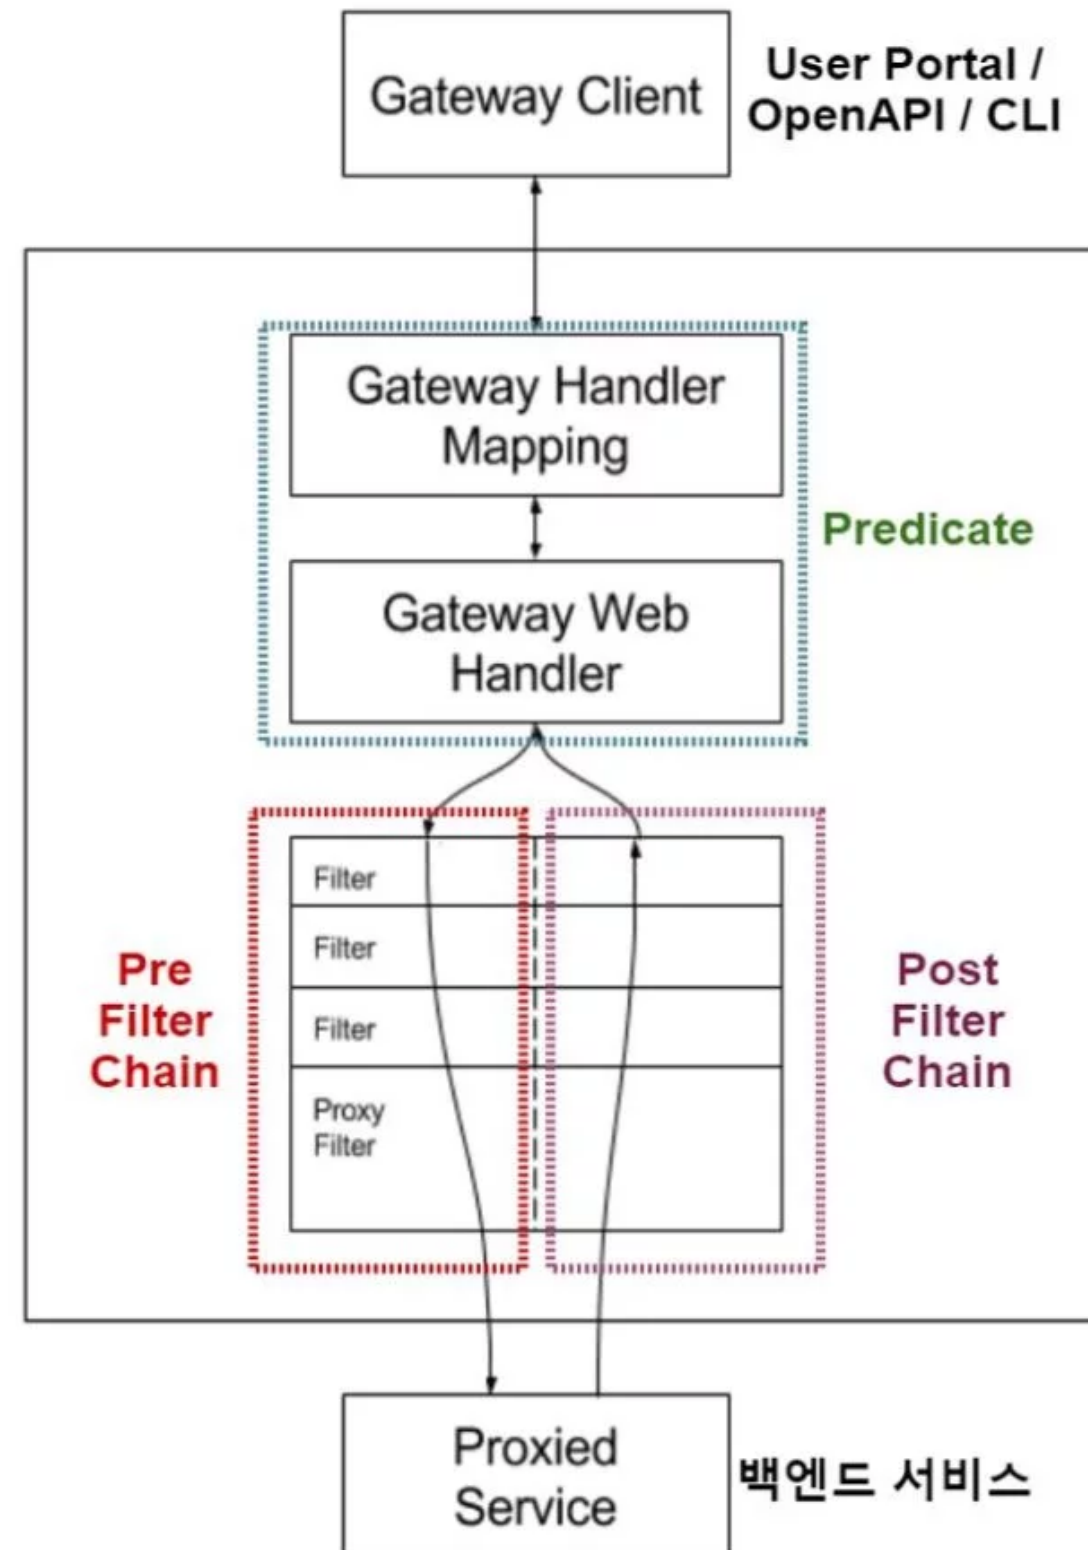 Gateway Client
User Portal /
OpenAPI / CLI
Gateway Handler
Mapping
Predicate
Gateway Web
Handler
Filter
Filter
Filter
Proxy
Filter
Pre
Filter
Chain
Post
Filter
Chain
Proxied
Service
백엔드 서비스